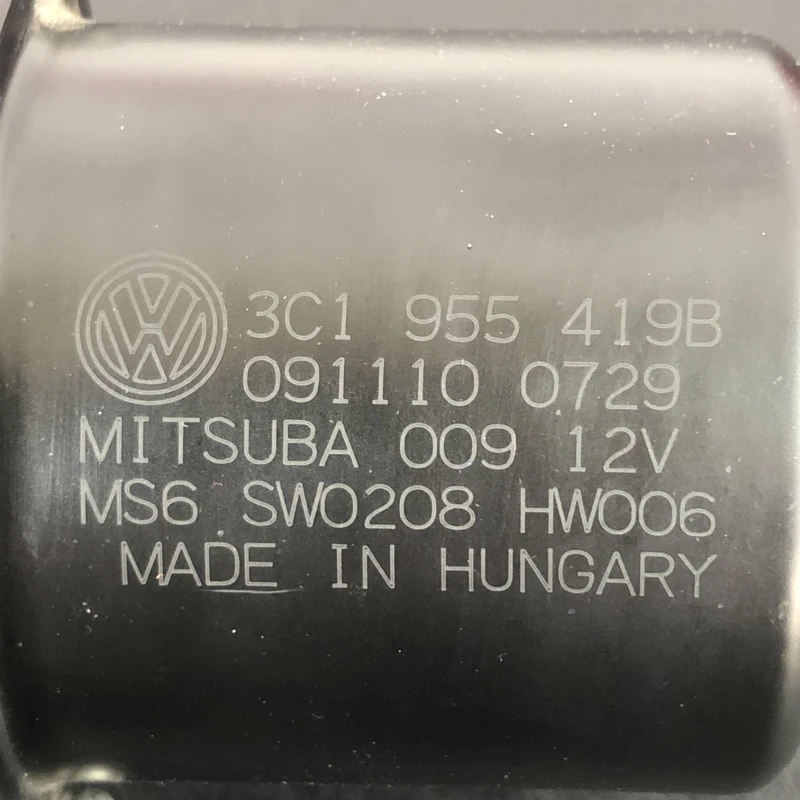 3C1 955 419B
091110 0729
MITSUBA 009 12V
MS6 SW0208 HW006
MADE IN HUNGARY